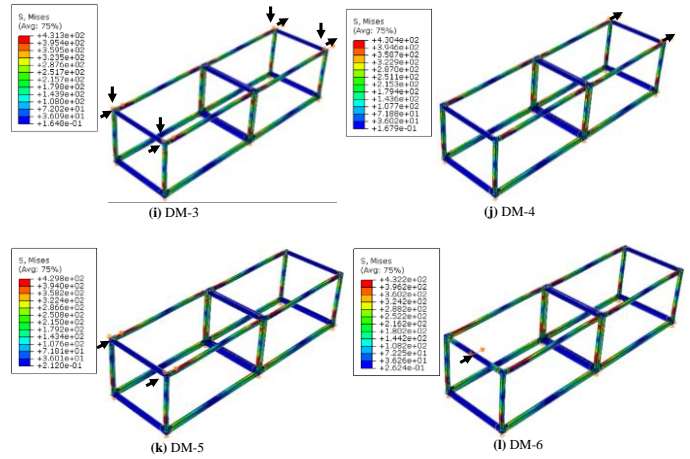 S, Mises
(Avg: 75%)
+4.313e+02
+3.954e+02
+3.595e+02
+3.235e+02
+2.876e+02
+2.517e+02
+2.157e+02
+1.798e+02
+1.439e+02
+1.080e+02
+7.202e+01
+3.609e+01
+1.640e-01
(i) DM-3
S, Mises
(Avg: 75%)
+4.304e+02
+3.946e+02
+3.587e+02
+3.229e+02
+2.870e+02
+2.511e+02
+2.153e+02
+1.794e+02
+1.436e+02
+1.077e+02
+7.188e+01
+3.602e+01
+1.679e-01
(j) DM-4
S, Mises
(Avg: 75%)
+4.298e+02
+3.940e+02
+3.582e+02
+3.224e+02
+2.866e+02
+2.508e+02
+2.150e+02
+1.792e+02
+1.434e+02
+1.076e+02
+7.181e+01
+3.601e+01
+2.120e-01
(k) DM-5
S, Mises
(Avg: 75%)
+4.322e+02
+3.962e+02
+3.602e+02
+3.242e+02
+2.882e+02
+2.522e+02
+2.162e+02
+1.802e+02
+1.442e+02
+1.082e+02
+7.225e+01
+3.626e+01
+2.624e-01
(l) DM-6